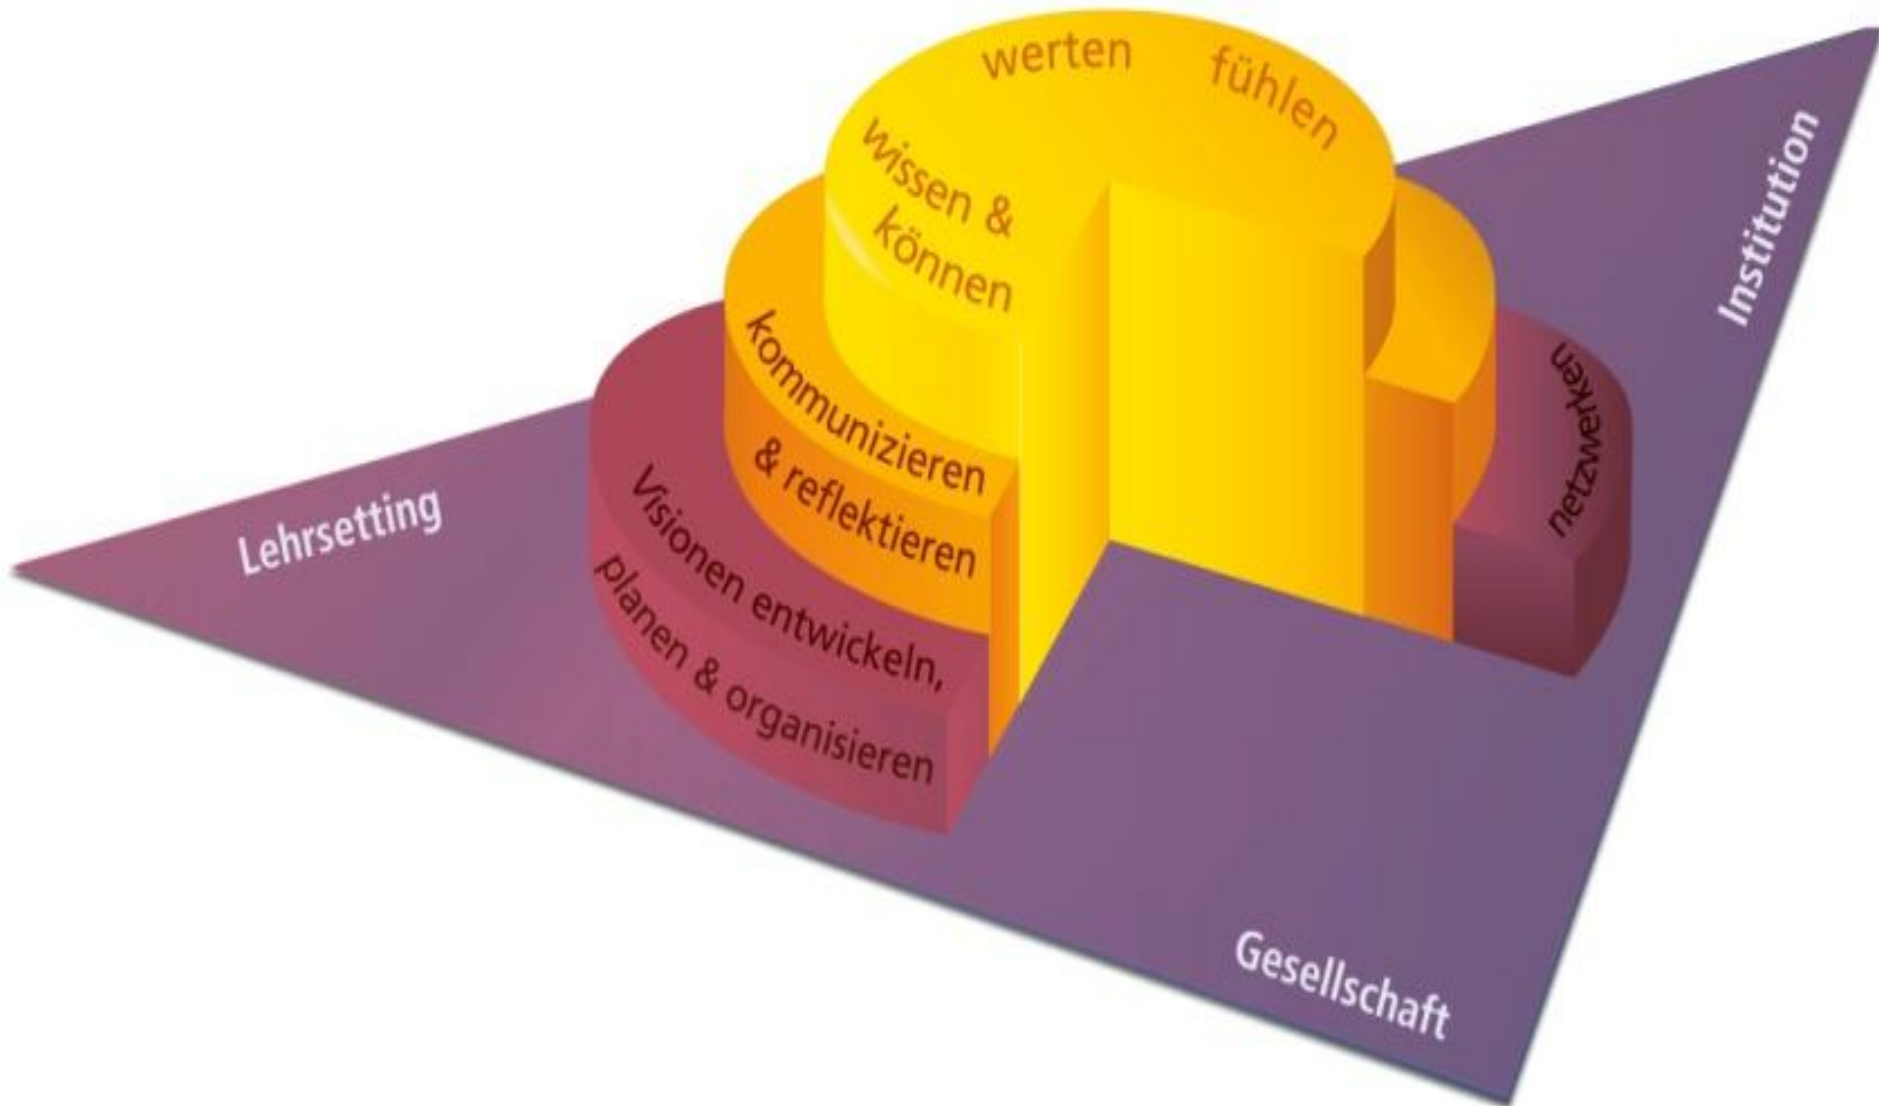 werten
fühlen
wissen &
können
kommunizieren
& reflektieren
Visionen entwickeln,
planen & organisieren
netzwerken
Lehrsetting
Institution
Gesellschaft